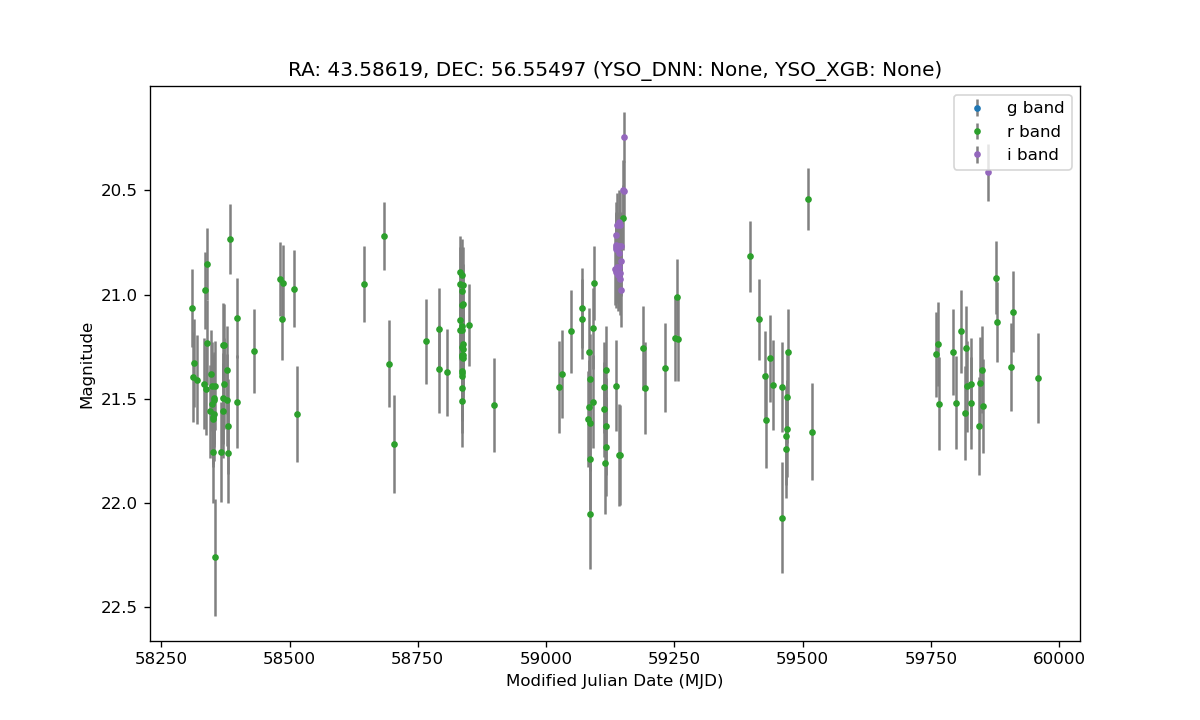 RA: 43.58619, DEC: 56.55497 (YSO_DNN: None, YSO_XGB: None)
g band
r band
i band
20.5
21.0
21.5
22.0
22.5
Magnitude
58250 58500 58750 59000 59250 59500 59750 60000
Modified Julian Date (MJD)